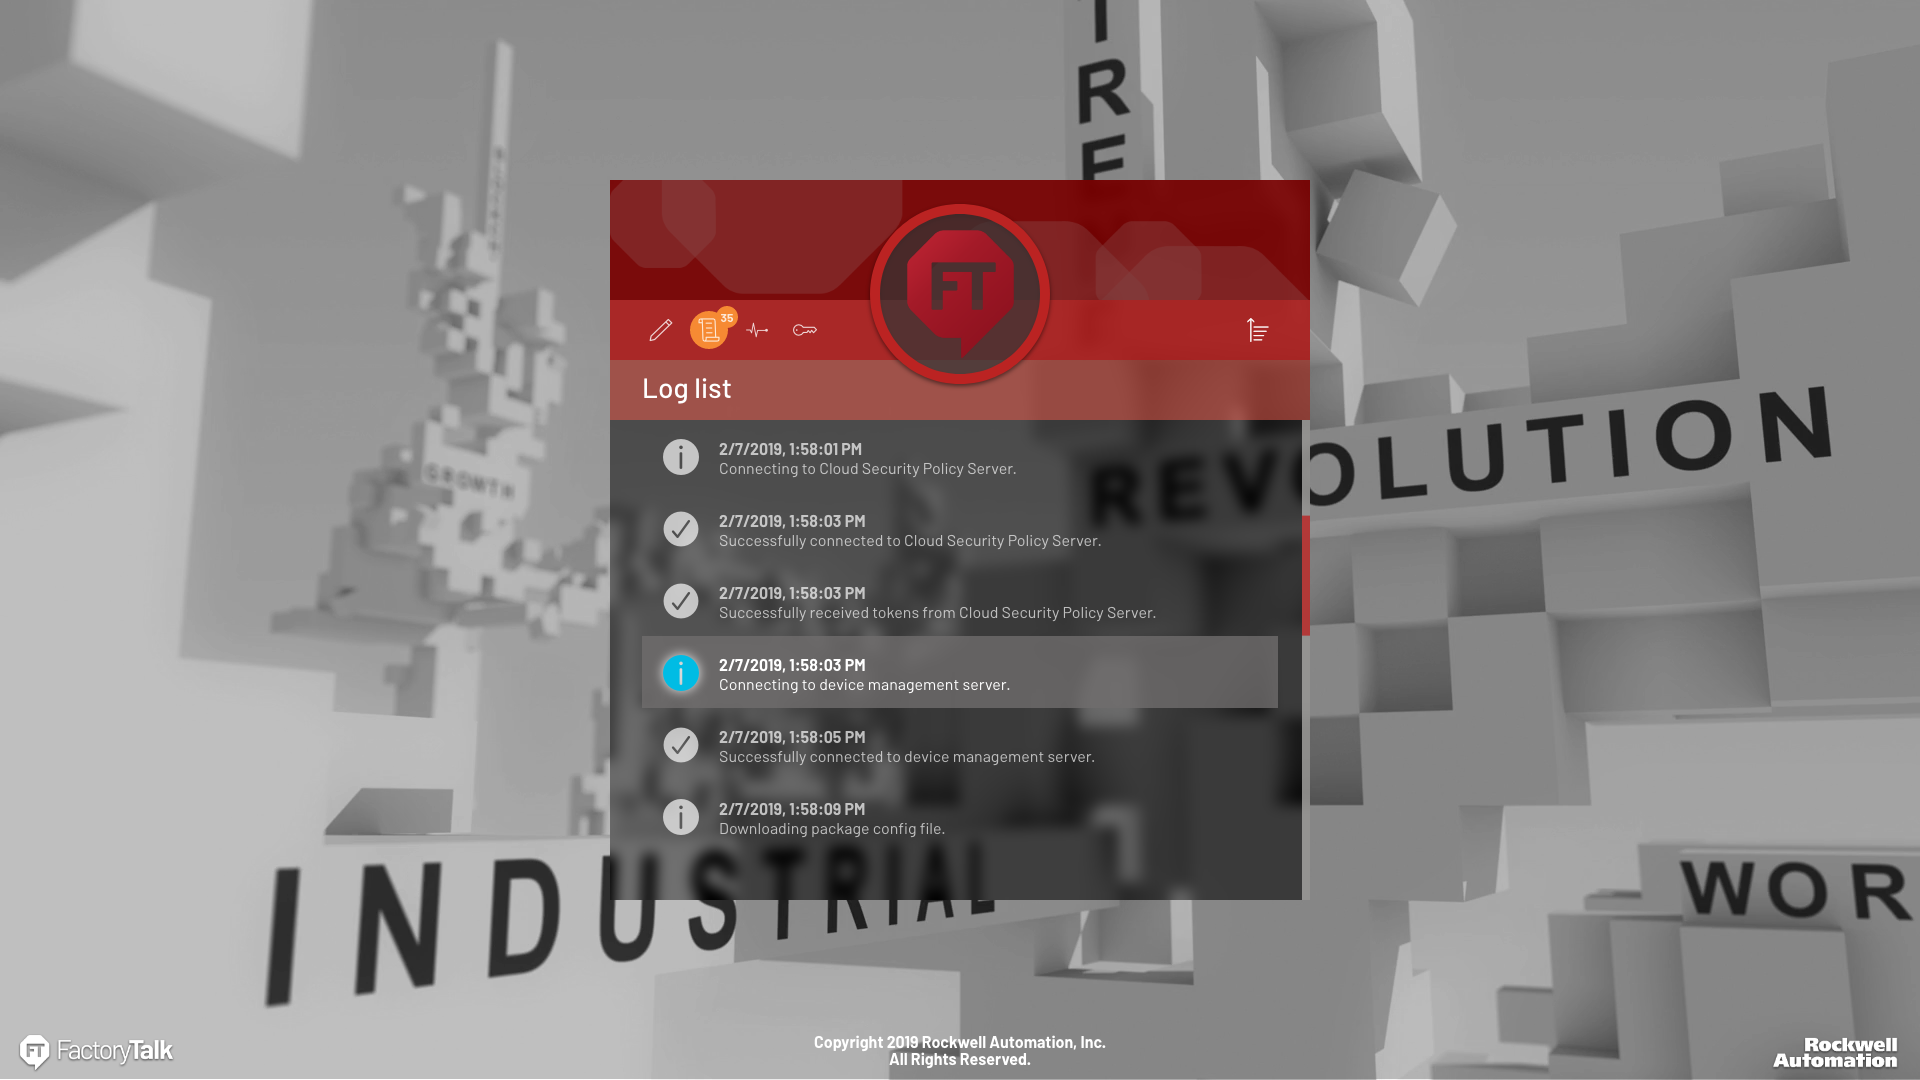 TRE
35
FT
Log list
2/7/2019, 1:58:01 PM
Connecting to Cloud Security Policy Server.
2/7/2019, 1:58:03 PM
Successfully connected to Cloud Security Policy Server.
2/7/2019, 1:58:03 PM
Successfully received tokens from Cloud Security Policy Server.
2/7/2019, 1:58:03 PM
Connecting to device management server.
2/7/2019, 1:58:05 PM
Successfully connected to device management server.
2/7/2019, 1:58:09 PM
Downloading package config file.
REVOLUTION
GROWTH
INDUSTRIAL
WOR
FT FactoryTalk
Copyright 2019 Rockwell Automation, Inc.
All Rights Reserved.
Rockwell
Automation